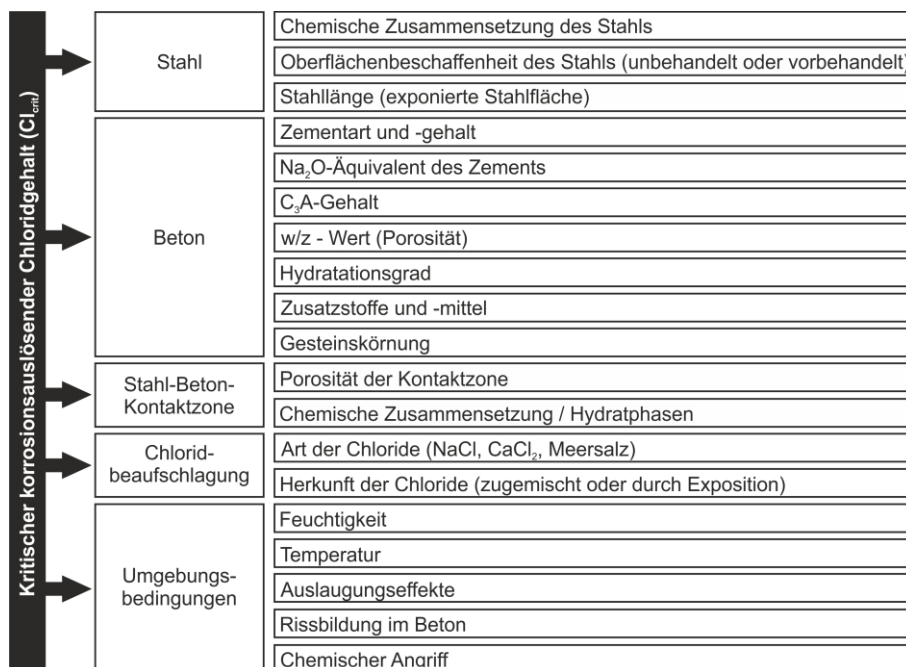 Kritischer korrosionsauslösender Chloridgehalt (Cl_crit)
Stahl
Chemische Zusammensetzung des Stahls
Oberflächenbeschaffenheit des Stahls (unbehandelt oder vorbehandelt)
Stahllänge (exponierte Stahlfläche)
Beton
Zementart und -gehalt
Na₂O-Äquivalent des Zements
C₃A-Gehalt
w/z - Wert (Porosität)
Hydratationsgrad
Zusatzstoffe und -mittel
Gesteinskörnung
Stahl-Beton-
Kontaktzone
Porosität der Kontaktzone
Chemische Zusammensetzung / Hydratphasen
Chlorid-
beaufschlagung
Art der Chloride (NaCl, CaCl₂, Meersalz)
Herkunft der Chloride (zugemischt oder durch Exposition)
Umgebungs-
bedingungen
Feuchtigkeit
Temperatur
Auslaugungseffekte
Rissbildung im Beton
Chemischer Angriff